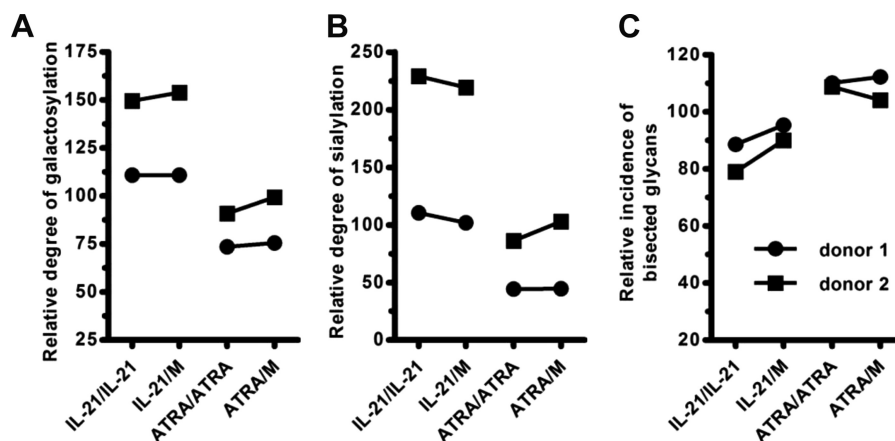 A
Relative degree of galactosylation
175
150
125
100
75
50
25
IL-21/IL-21
IL-21/M
ATRA/ATRA
ATRA/M
B
Relative degree of sialylation
250
200
150
100
50
0
IL-21/IL-21
IL-21/M
ATRA/ATRA
ATRA/M
C
Relative incidence of
bisected glycans
120
100
80
60
40
20
donor 1
donor 2
IL-21/IL-21
IL-21/M
ATRA/ATRA
ATRA/M